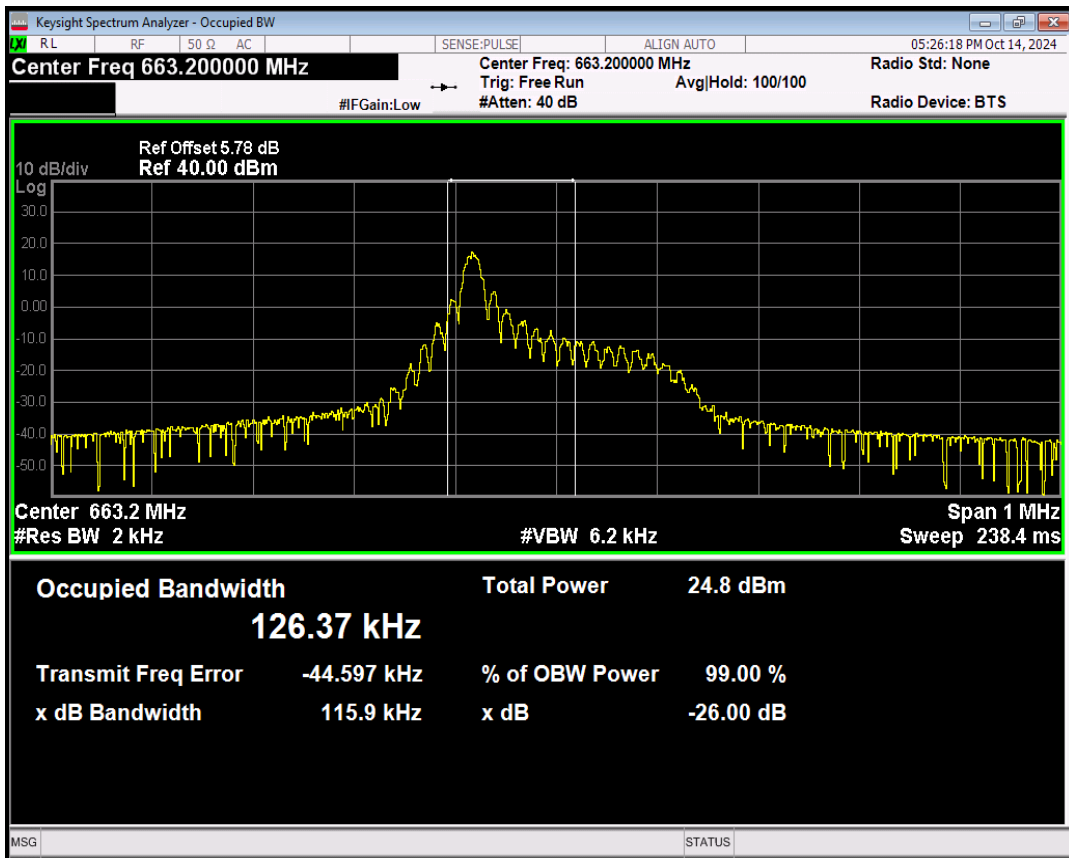 Keysight Spectrum Analyzer - Occupied BW
LXI RL RF 50 Ω AC SENSE:PULSE ALIGN AUTO 05:26:18 PM Oct 14, 2024
Center Freq 663.200000 MHz Center Freq: 663.200000 MHz Radio Std: None
Trig: Free Run Avg|Hold: 100/100
#IFGain:Low #Atten: 40 dB Radio Device: BTS
Ref Offset 5.78 dB
10 dB/div Ref 40.00 dBm
Log
30.0
20.0
10.0
0.00
-10.0
-20.0
-30.0
-40.0
-50.0
Center 663.2 MHz Span 1 MHz
#Res BW 2 kHz #VBW 6.2 kHz Sweep 238.4 ms
Occupied Bandwidth Total Power 24.8 dBm
126.37 kHz
Transmit Freq Error -44.597 kHz % of OBW Power 99.00 %
x dB Bandwidth 115.9 kHz x dB -26.00 dB
MSG STATUS